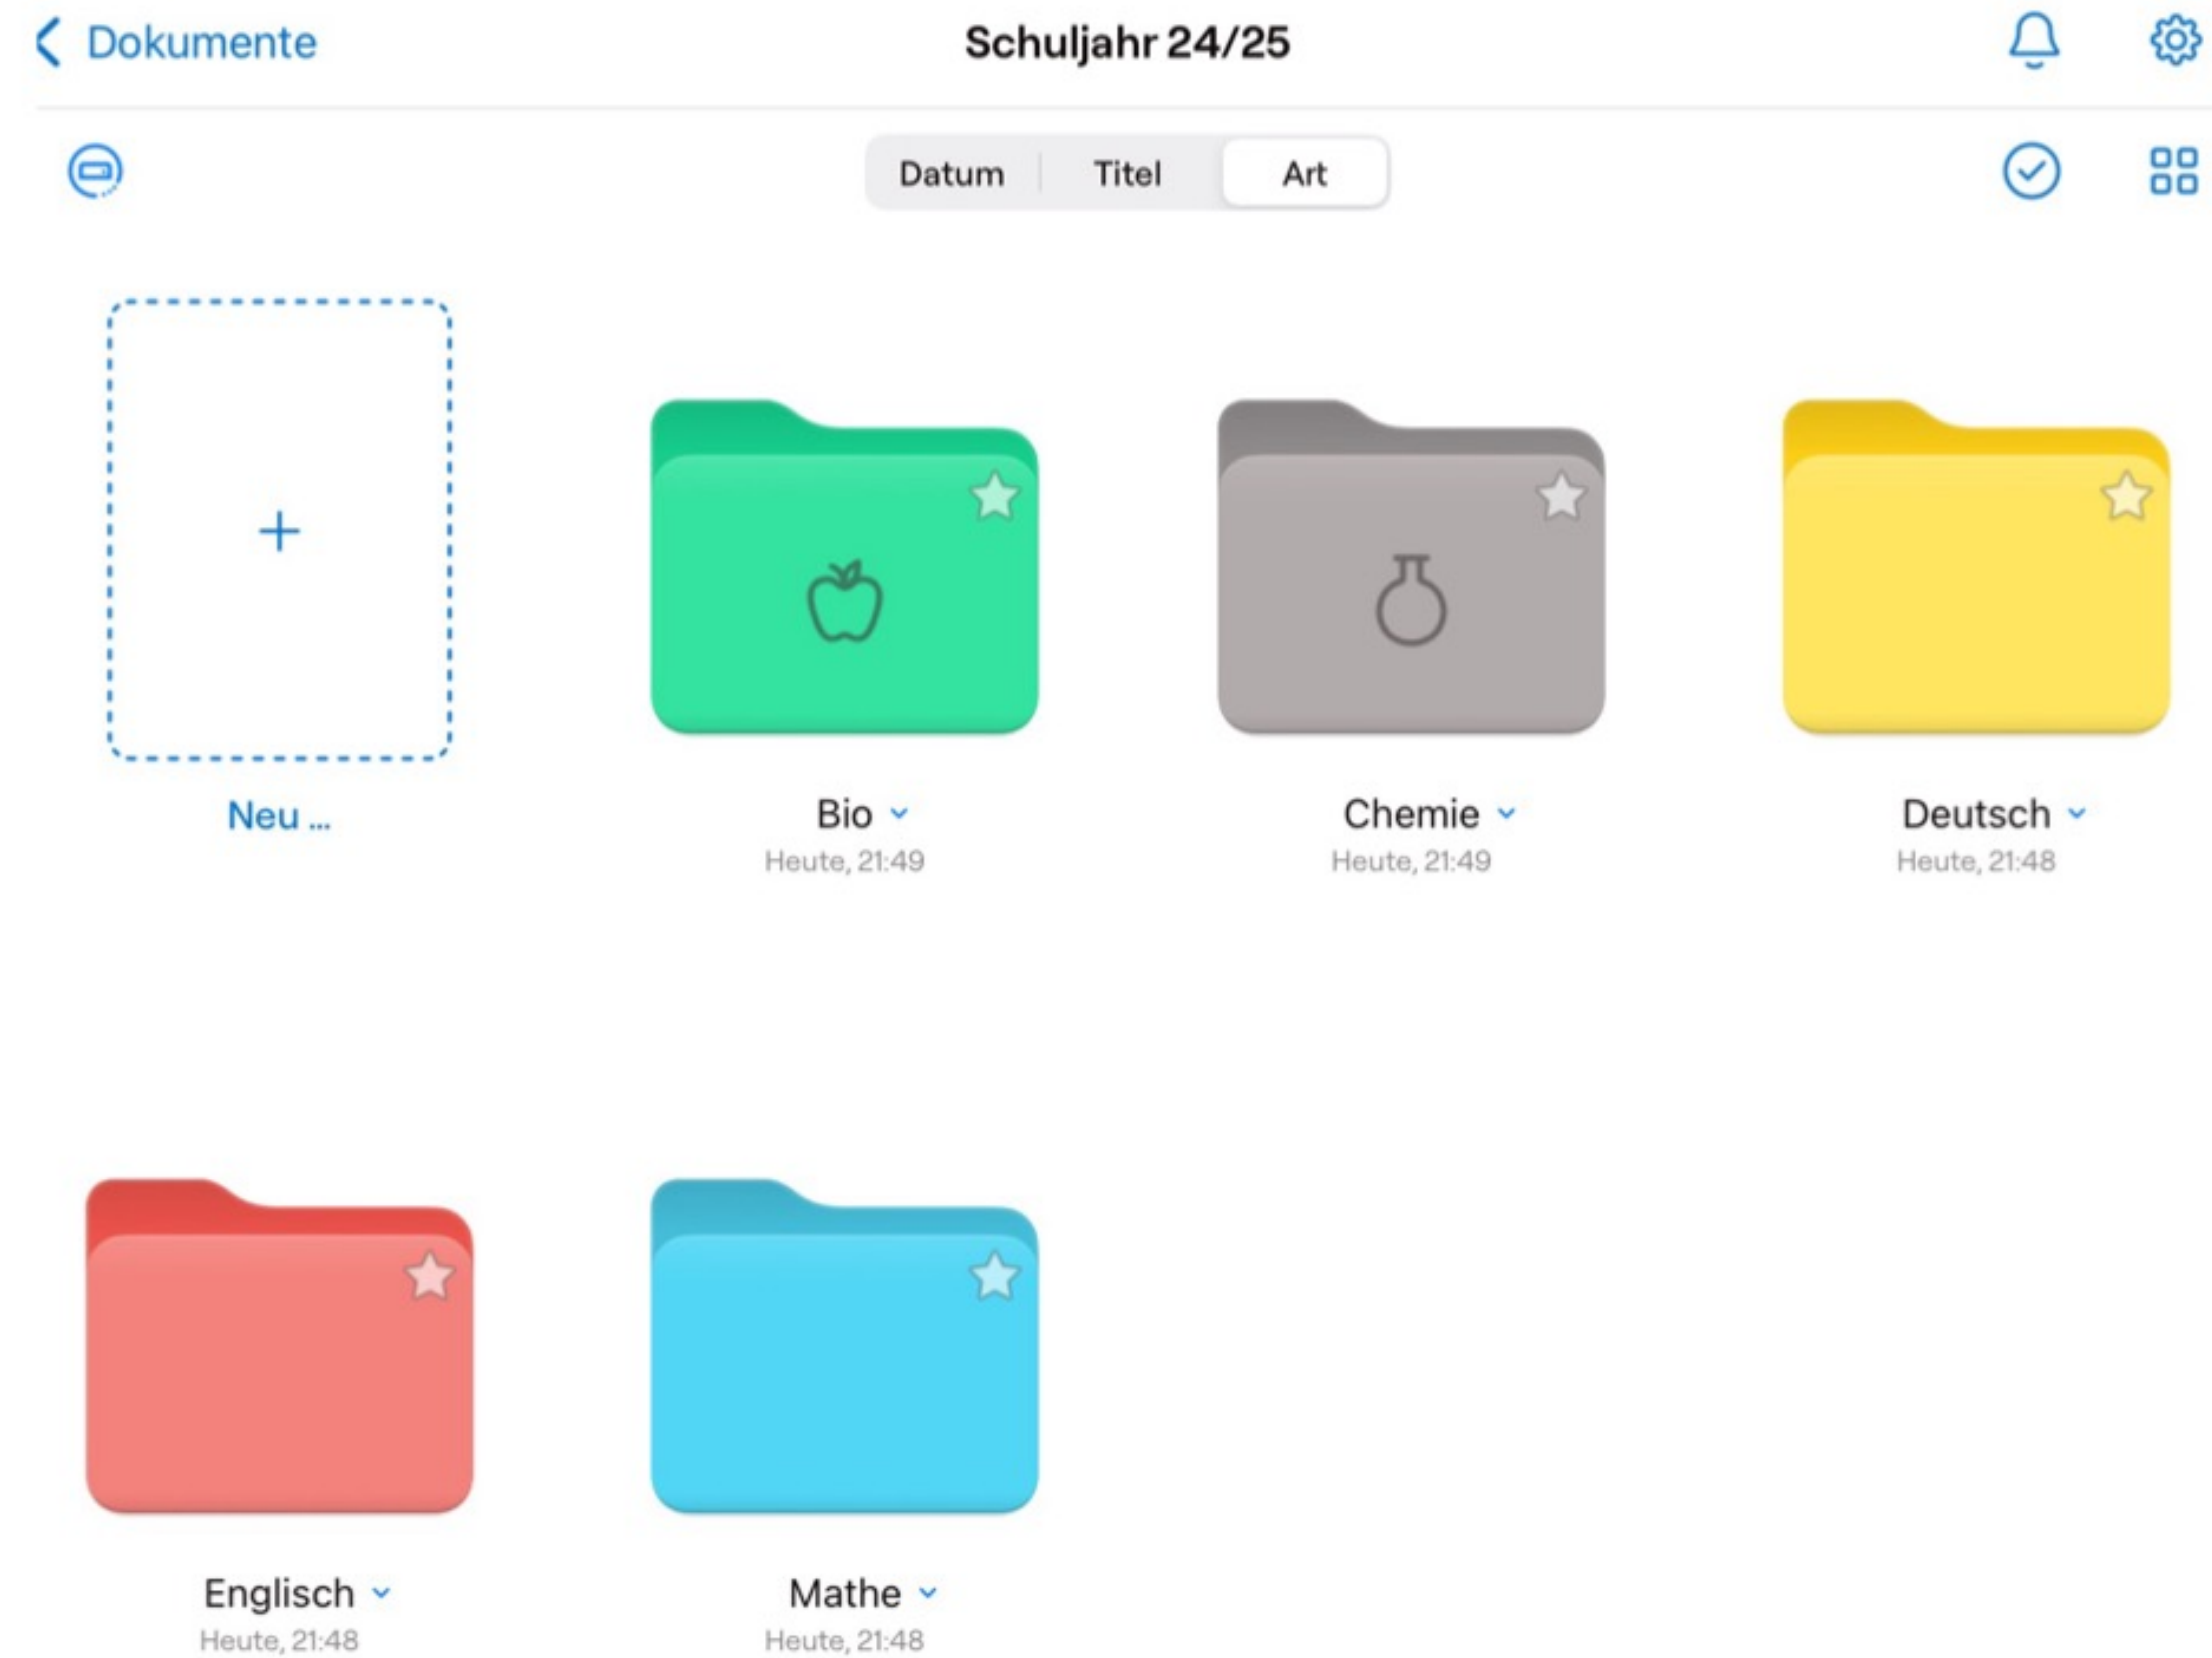 Dokumente
Schuljahr 24/25
Datum Titel Art
Neu ...
Bio
Heute, 21:49
Chemie
Heute, 21:49
Deutsch
Heute, 21:48
Englisch
Heute, 21:48
Mathe
Heute, 21:48